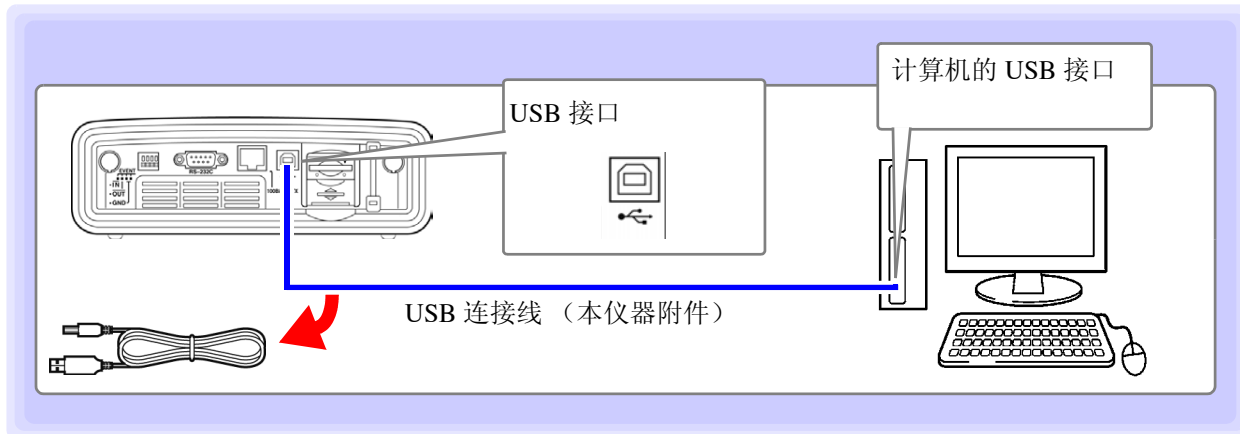 计算机的 USB 接口
USB 接口
EVENT
IN
OUT
GND
RS-232C
USB 连接线 （本仪器附件）